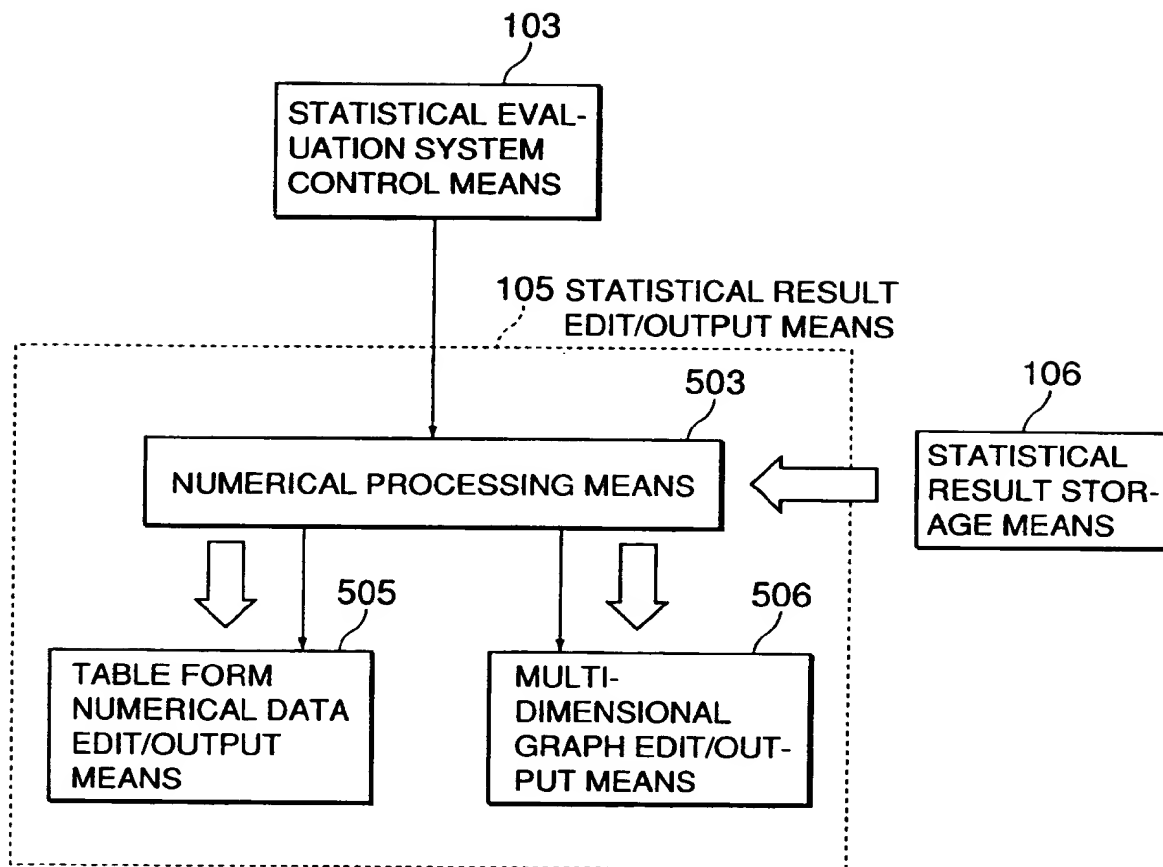 103
STATISTICAL EVAL-
UATION SYSTEM
CONTROL MEANS
105 STATISTICAL RESULT
EDIT/OUTPUT MEANS
503
NUMERICAL PROCESSING MEANS
106
STATISTICAL
RESULT STOR-
AGE MEANS
505
TABLE FORM
NUMERICAL DATA
EDIT/OUTPUT
MEANS
506
MULTI-
DIMENSIONAL
GRAPH EDIT/OUT-
PUT MEANS